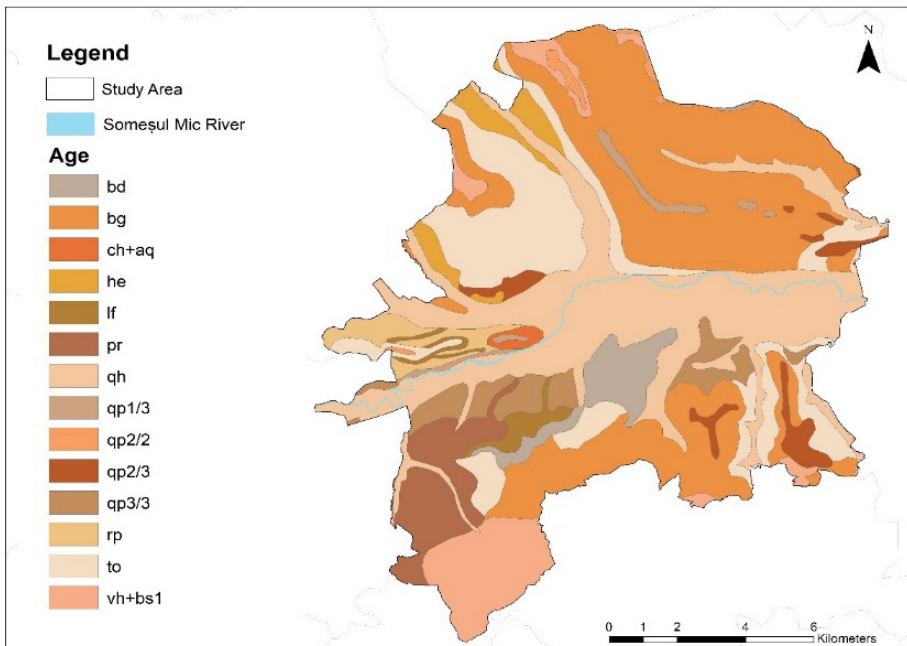 Legend
Study Area
Someșul Mic River
Age
bd
bg
ch+aq
he
lf
pr
qh
qp1/3
qp2/2
qp2/3
qp3/3
rp
to
vh+bs1
N
0 1 2 4 6
Kilometers